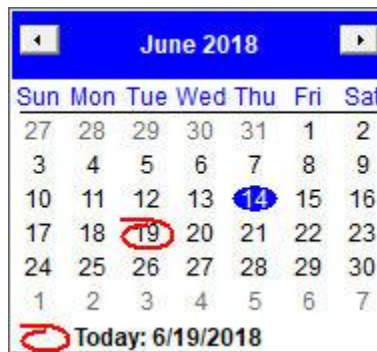 June 2018
Sun Mon Tue Wed Thu Fri Sat
27 28 29 30 31 1 2
3 4 5 6 7 8 9
10 11 12 13 14 15 16
17 18 19 20 21 22 23
24 25 26 27 28 29 30
1 2 3 4 5 6 7
Today: 6/19/2018